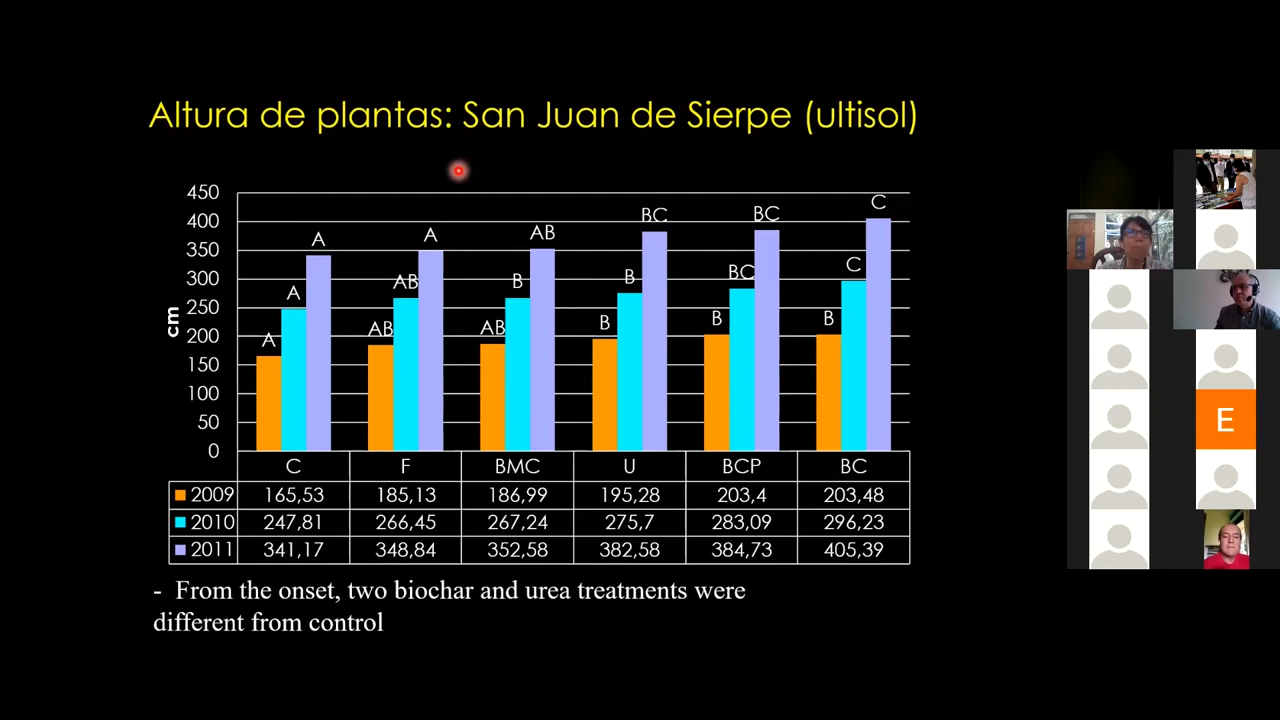 Altura de plantas: San Juan de Sierpe (ultisol)
cm
450
400
350
300
250
200
150
100
50
0
A A A
AB AB A
AB B AB
B B BC
B BC BC
B C C
C F BMC U BCP BC
2009 165,53 185,13 186,99 195,28 203,4 203,48
2010 247,81 266,45 267,24 275,7 283,09 296,23
2011 341,17 348,84 352,58 382,58 384,73 405,39
- From the onset, two biochar and urea treatments were
different from control
E